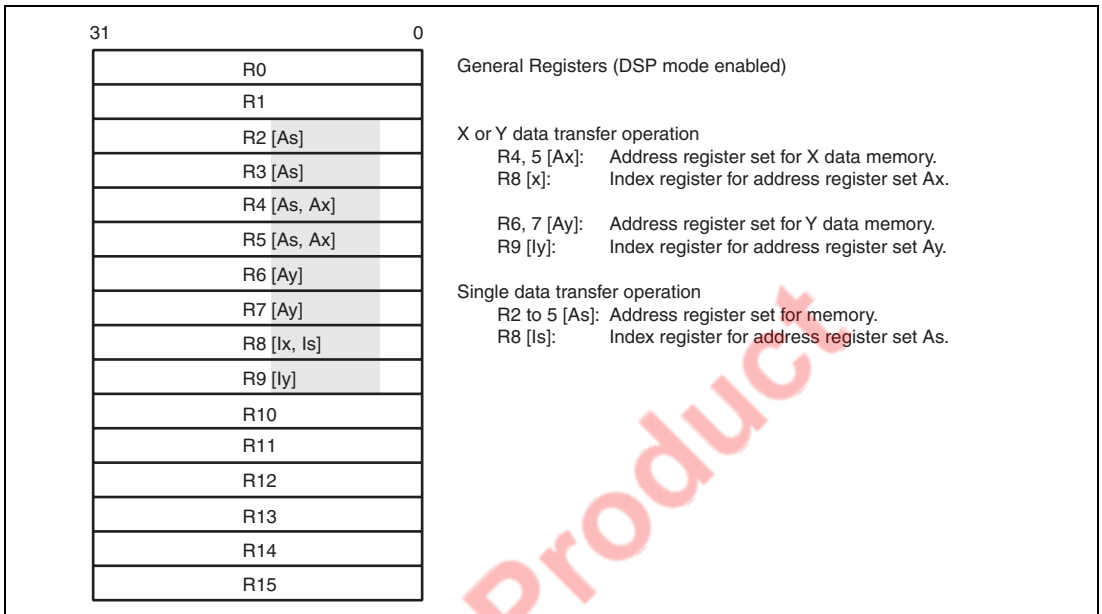 31 0
R0
R1
R2 [As]
R3 [As]
R4 [As, Ax]
R5 [As, Ax]
R6 [Ay]
R7 [Ay]
R8 [Ix, Is]
R9 [Iy]
R10
R11
R12
R13
R14
R15
General Registers (DSP mode enabled)
X or Y data transfer operation
R4, 5 [Ax]: Address register set for X data memory.
R8 [x]: Index register for address register set Ax.
R6, 7 [Ay]: Address register set for Y data memory.
R9 [Iy]: Index register for address register set Ay.
Single data transfer operation
R2 to 5 [As]: Address register set for memory.
R8 [Is]: Index register for address register set As.
Product